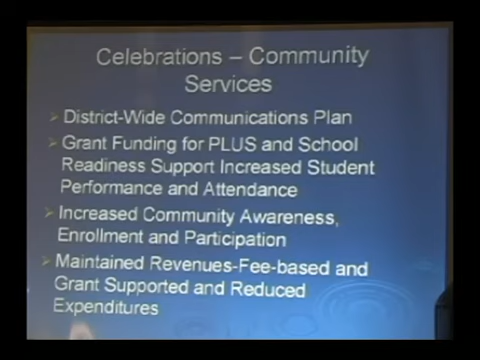 Celebrations – Community
Services
District-Wide Communications Plan
Grant Funding for PLUS and School
Readiness Support Increased Student
Performance and Attendance
Increased Community Awareness,
Enrollment and Participation
Maintained Revenues-Fee-based and
Grant Supported and Reduced
Expenditures